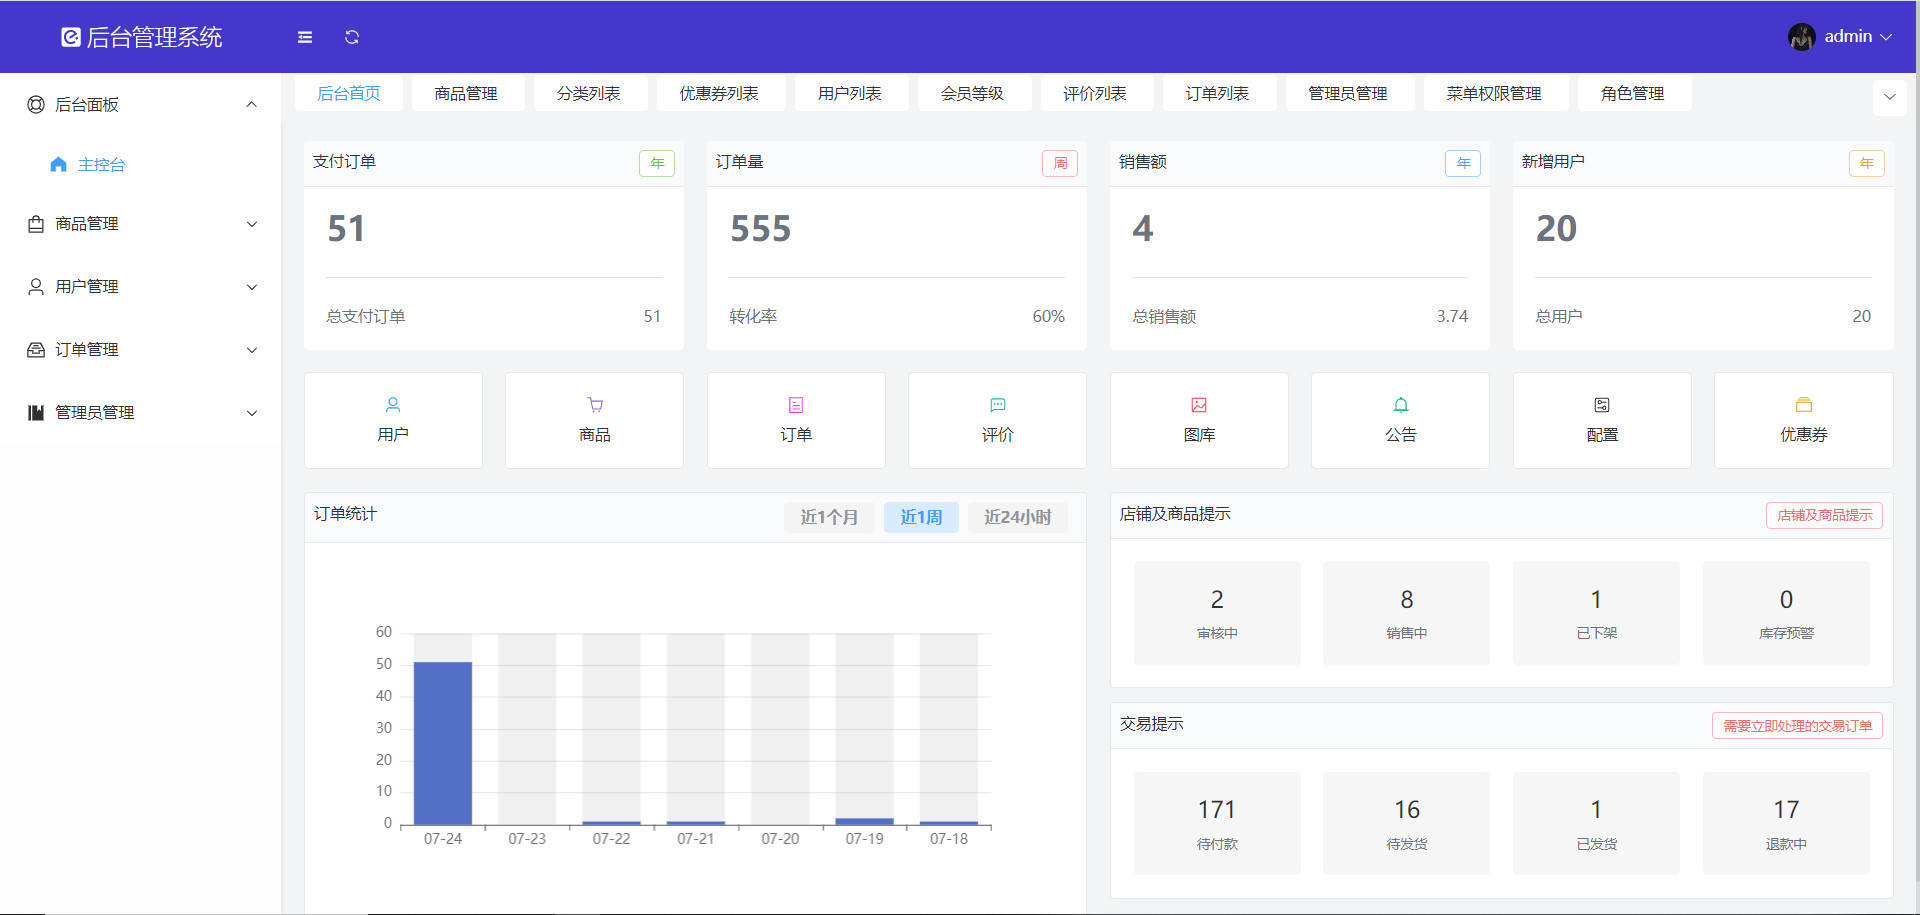 后台管理系统
admin
后台面板
主控台
商品管理
用户管理
订单管理
管理员管理
后台首页 商品管理 分类列表 优惠券列表 用户列表 会员等级 评价列表 订单列表 管理员管理 菜单权限管理 角色管理
支付订单 年
51
总支付订单 51
订单量 周
555
转化率 60%
销售额 年
4
总销售额 3.74
新增用户 年
20
总用户 20
用户 商品 订单 评价 图库 公告 配置 优惠券
订单统计 近1个月 近1周 近24小时
60
50
40
30
20
10
0
07-24 07-23 07-22 07-21 07-20 07-19 07-18
店铺及商品提示 店铺及商品提示
2 8 1 0
审核中 销售中 已下架 库存预警
交易提示 需要立即处理的交易订单
171 16 1 17
待付款 待发货 已发货 退款中